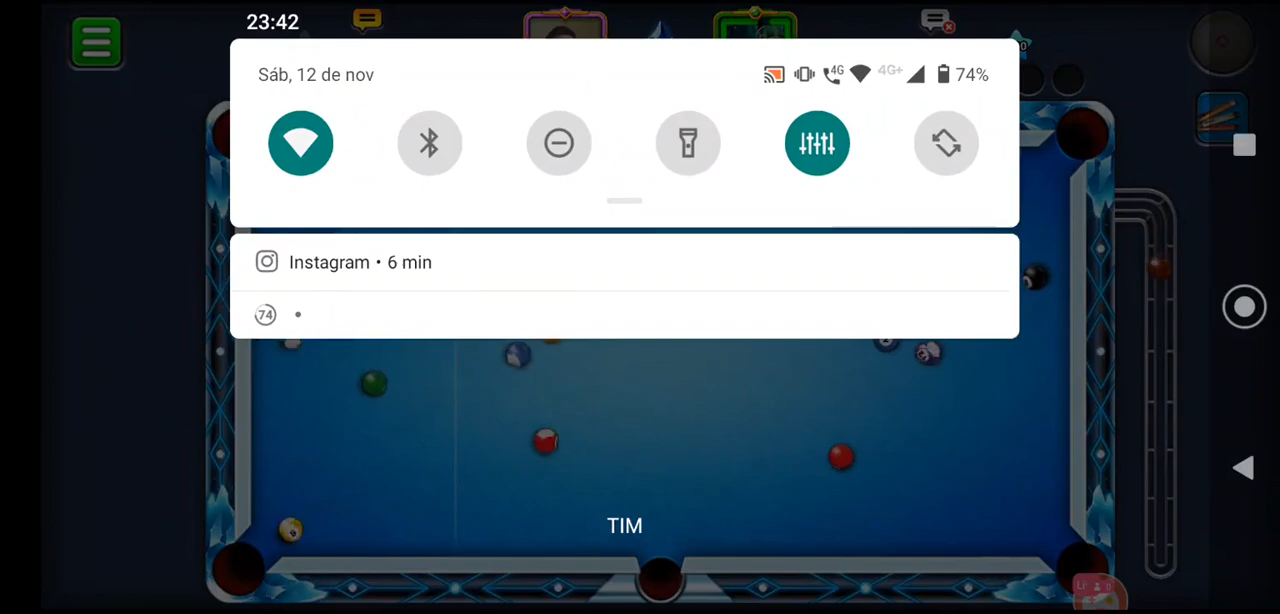 23:42
Sáb, 12 de nov
4G 4G+ 74%
Instagram • 6 min
74 •
TIM